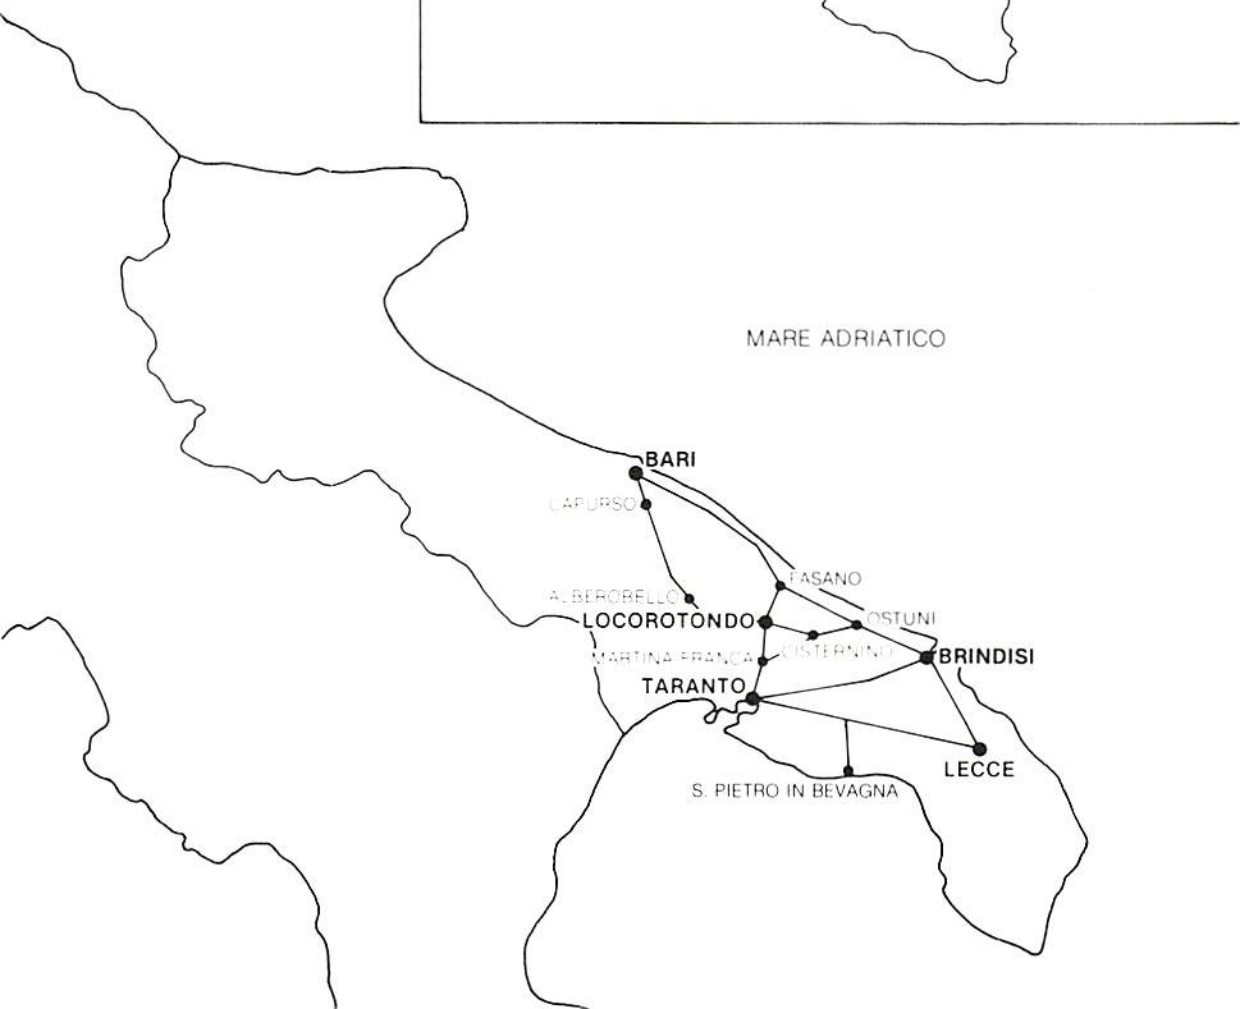 MARE ADRIATICO
BARI
CAPURSO
FASANO
ALBEROBELLO
LOCOROTONDO
OSTUNI
CISTERNINO
MARTINA FRANCA
BRINDISI
TARANTO
LECCE
S. PIETRO IN BEVAGNA